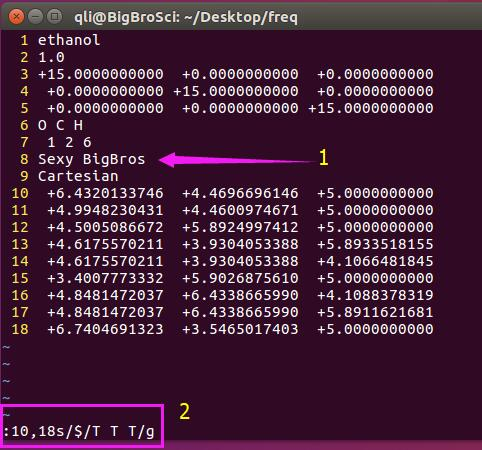 qli@BigBroSci: ~/Desktop/freq
1 ethanol
2 1.0
3 +15.0000000000 +0.0000000000 +0.0000000000
4 +0.0000000000 +15.0000000000 +0.0000000000
5 +0.0000000000 +0.0000000000 +15.0000000000
6 O C H
7 1 2 6
8 Sexy BigBros 1
9 Cartesian
10 +6.4320133746 +4.4696696146 +5.0000000000
11 +4.9948230431 +4.4600974671 +5.0000000000
12 +4.5005086672 +5.8924997412 +5.0000000000
13 +4.6175570211 +3.9304053388 +5.8933518155
14 +4.6175570211 +3.9304053388 +4.1066481845
15 +3.4007773332 +5.9026875610 +5.0000000000
16 +4.8481472037 +6.4338665990 +4.1088378319
17 +4.8481472037 +6.4338665990 +5.8911621681
18 +6.7404691323 +3.5465017403 +5.0000000000
~
~
~
~
~
2
:10,18s/$/T T T/g